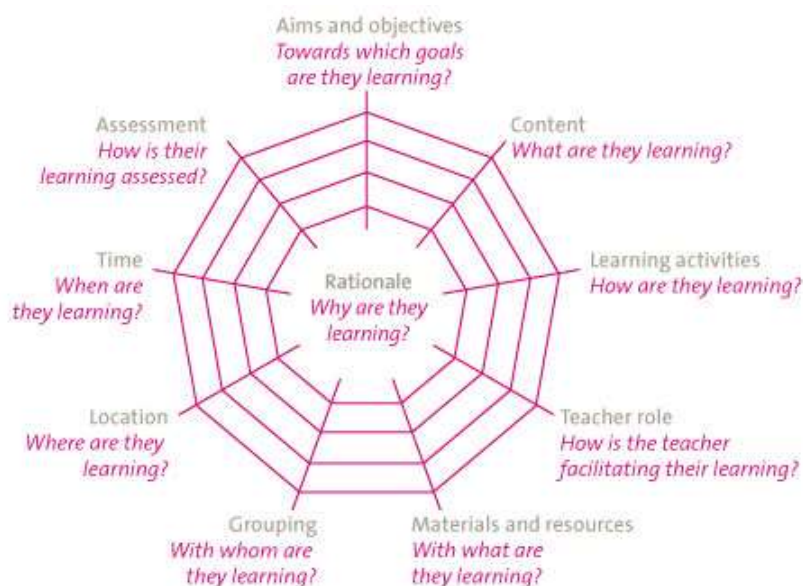 Aims and objectives
Towards which goals
are they learning?
Content
What are they learning?
Learning activities
How are they learning?
Teacher role
How is the teacher
facilitating their learning?
Materials and resources
With what are
they learning?
Grouping
With whom are
they learning?
Location
Where are they
learning?
Time
When are
they learning?
Assessment
How is their
learning assessed?
Rationale
Why are they
learning?